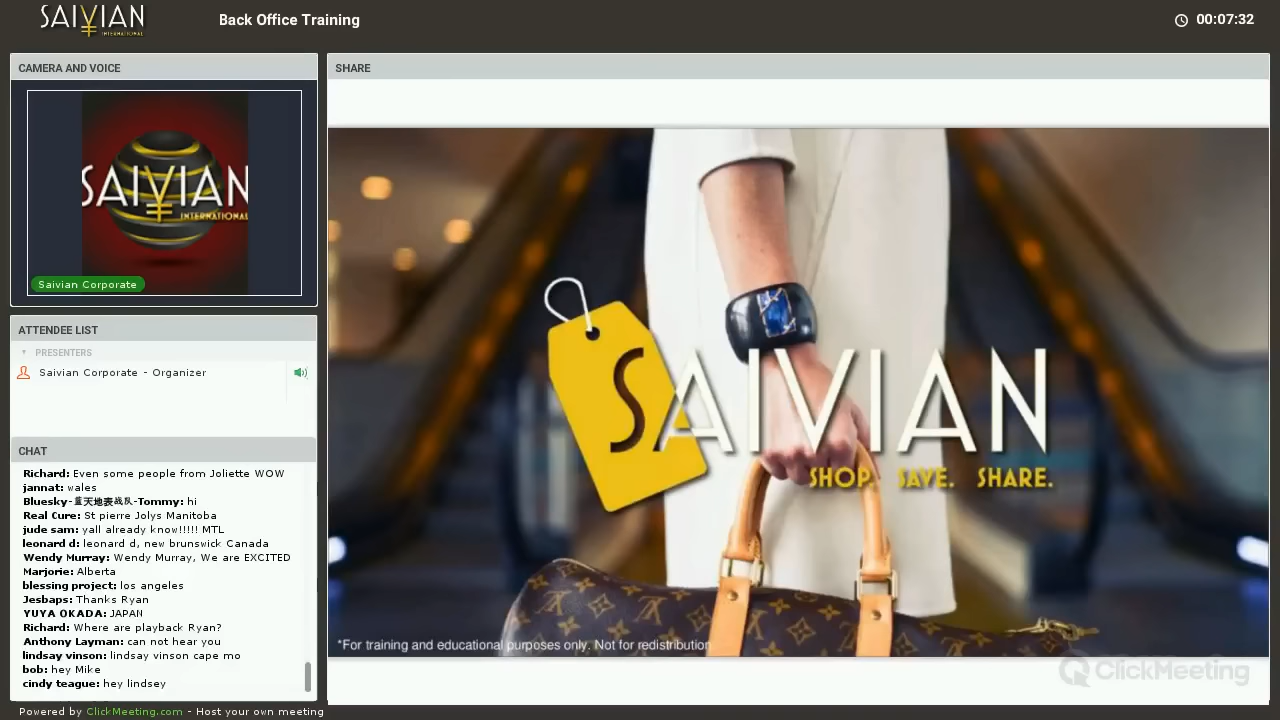 SAIVIAN
INTERNATIONAL
Back Office Training
00:07:32
CAMERA AND VOICE
SAIVIAN
INTERNATIONAL
Saivian Corporate
ATTENDEE LIST
PRESENTERS
Saivian Corporate - Organizer
CHAT
Richard: Even some people from Joliette WOW
jannat: wales
Bluesky-蓝天地表战队-Tommy: hi
Real Cure: St pierre Jolys Manitoba
jude sam: yall already know!!!!! MTL
leonard d: leonard d, new brunswick Canada
Wendy Murray: Wendy Murray, We are EXCITED
Marjorie: Alberta
blessing project: los angeles
Jesbaps: Thanks Ryan
YUYA OKADA: JAPAN
Richard: Where are playback Ryan?
Anthony Layman: can not hear you
lindsay vinson: lindsay vinson cape mo
bob: hey Mike
cindy teague: hey lindsey
Powered by ClickMeeting.com - Host your own meeting
SHARE
SAIVIAN
SHOP. SAVE. SHARE.
*For training and educational purposes only. Not for redistribution.
ClickMeeting